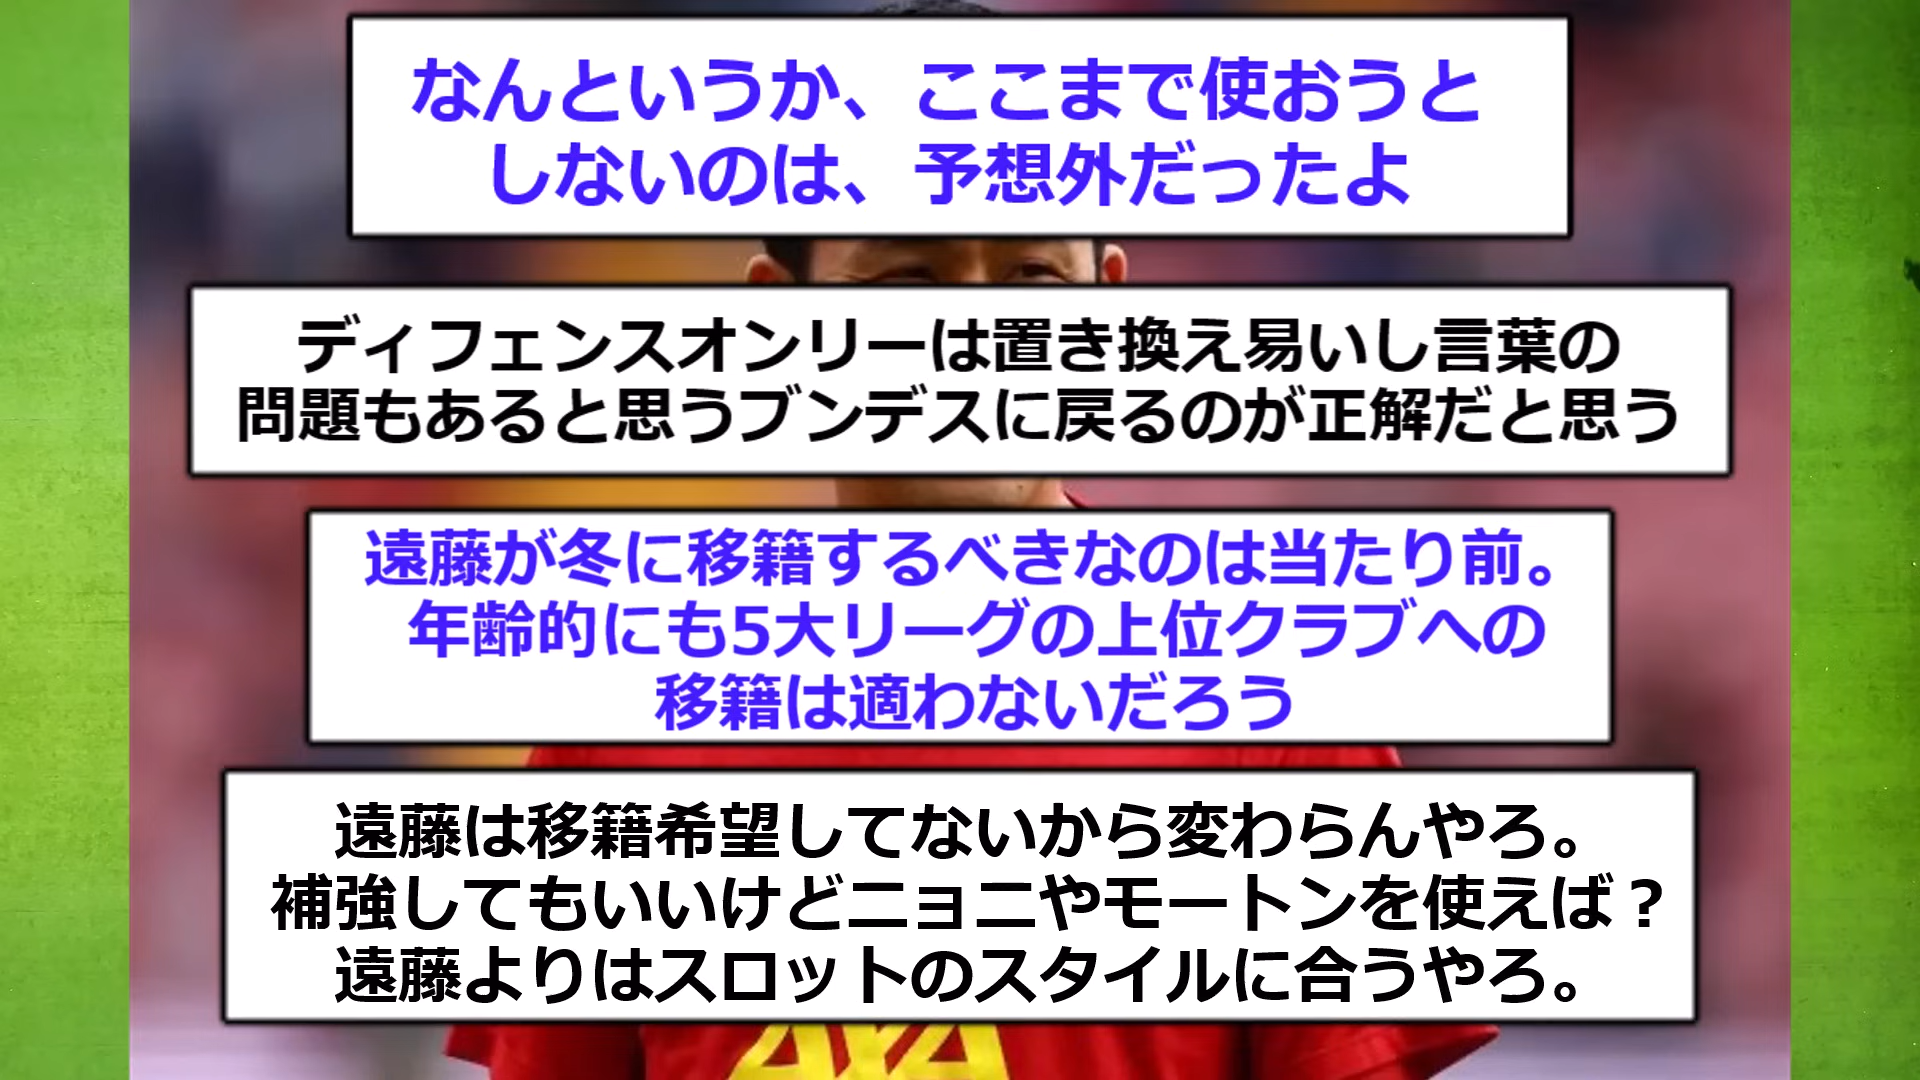 なんというか、ここまで使おうと
しないのは、予想外だったよ
ディフェンスオンリーは置き換え易いし言葉の
問題もあると思うブンデスに戻るのが正解だと思う
遠藤が冬に移籍するべきなのは当たり前。
年齢的にも5大リーグの上位クラブへの
移籍は適わないだろう
遠藤は移籍希望してないから変わらんやろ。
補強してもいいけどニョニやモートンを使えば？
遠藤よりはスロットのスタイルに合うやろ。
AXA